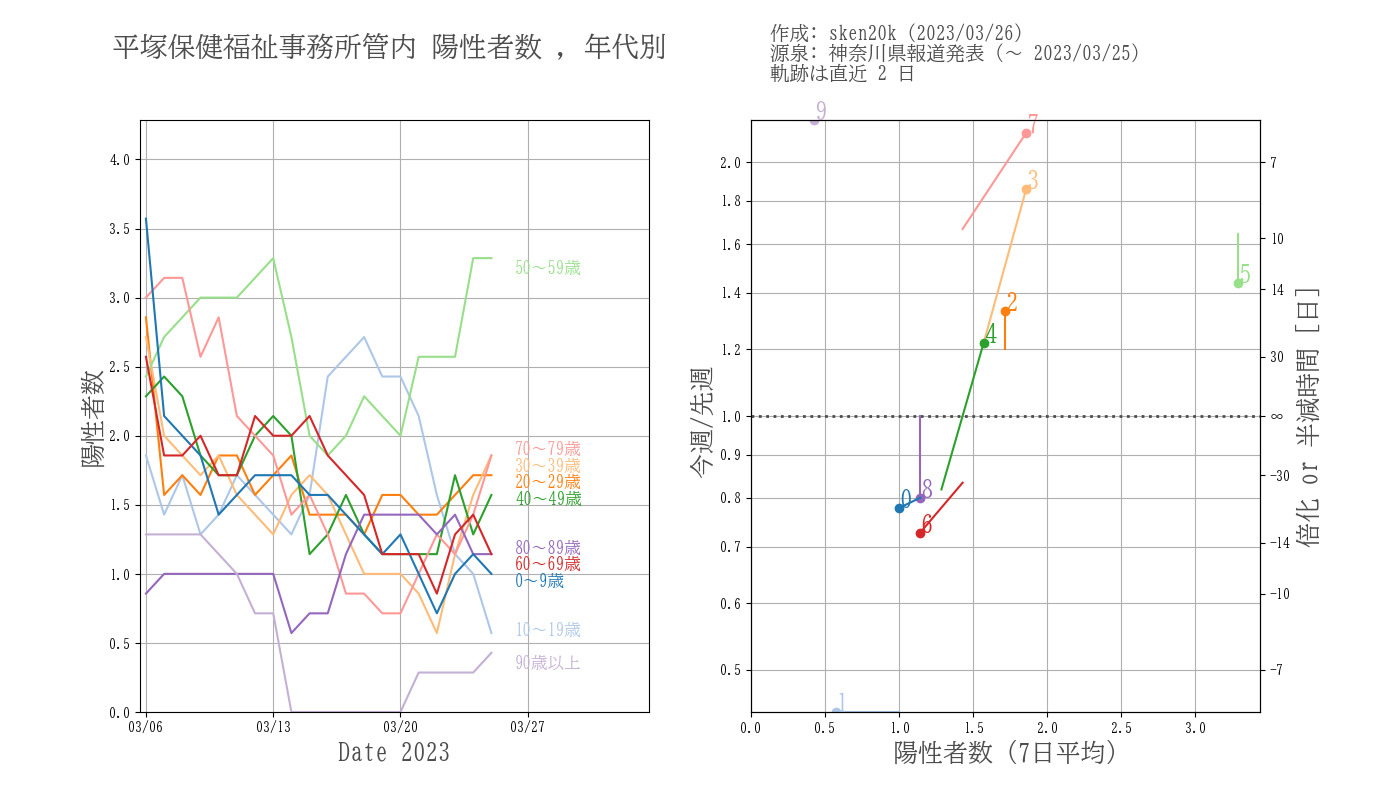 平塚保健福祉事務所管内 陽性者数 , 年代別
作成: sken20k (2023/03/26)
源泉: 神奈川県報道発表 (～ 2023/03/25)
軌跡は直近 2 日
陽性者数
4.0
3.5
3.0
2.5
2.0
1.5
1.0
0.5
0.0
03/06
03/13
03/20
03/27
Date 2023
50～59歳
70～79歳
30～39歳
20～29歳
40～49歳
80～89歳
60～69歳
0～9歳
10～19歳
90歳以上
今週/先週
2.0
1.8
1.6
1.4
1.2
1.0
0.9
0.8
0.7
0.6
0.5
0.0
0.5
1.0
1.5
2.0
2.5
3.0
陽性者数 (7日平均)
9
7
3
5
2
4
8
0
6
1
7
10
14
30
∞
−30
−14
−10
−7
倍化 or 半減時間 [日]